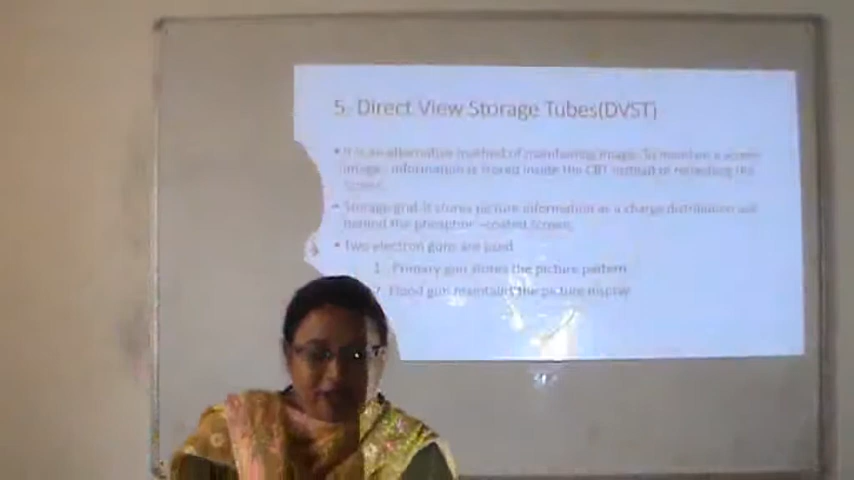 5. Direct View Storage Tubes(DVST)
• It is an alternative method of maintaining image. To maintain a screen
image, information is stored inside the CRT instead of refreshing the
screen.
• Storage grid-It stores picture information as a charge distribution just
behind the phosphor –coated screen.
• Two electron guns are used
1. Primary gun stores the picture pattern
2. Flood gun maintains the picture display